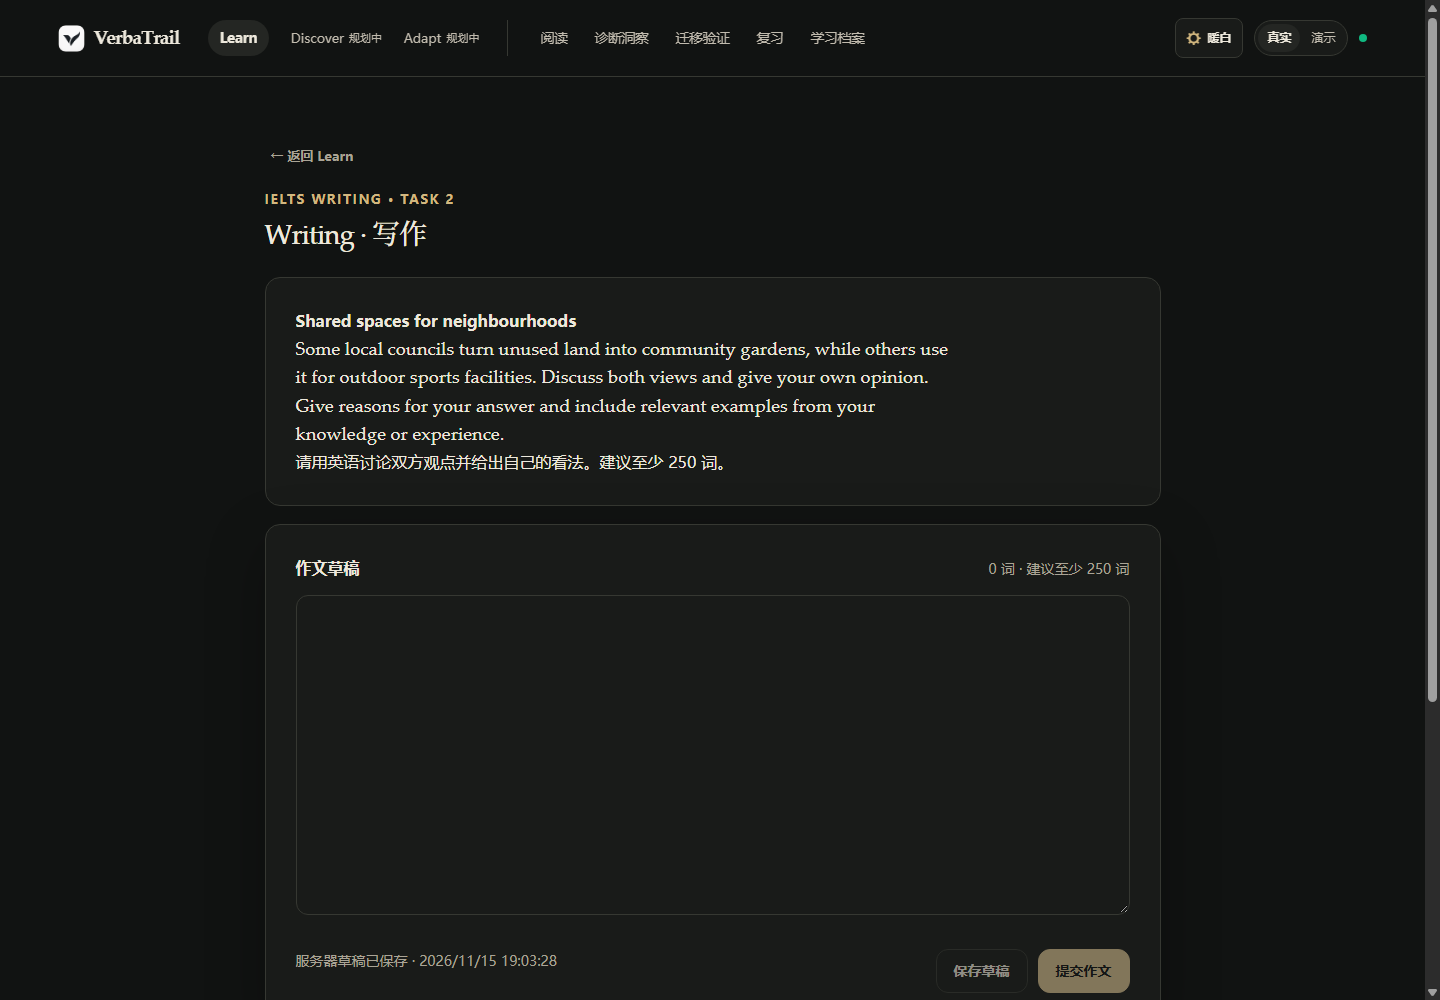 VerbaTrail
Learn
Discover 规划中
Adapt 规划中
阅读
诊断洞察
迁移验证
复习
学习档案
暖白
真实
演示
← 返回 Learn
IELTS WRITING • TASK 2
Writing · 写作
Shared spaces for neighbourhoods
Some local councils turn unused land into community gardens, while others use
it for outdoor sports facilities. Discuss both views and give your own opinion.
Give reasons for your answer and include relevant examples from your
knowledge or experience.
请用英语讨论双方观点并给出自己的看法。建议至少 250 词。
作文草稿
0 词 · 建议至少 250 词
服务器草稿已保存 · 2026/11/15 19:03:28
保存草稿
提交作文